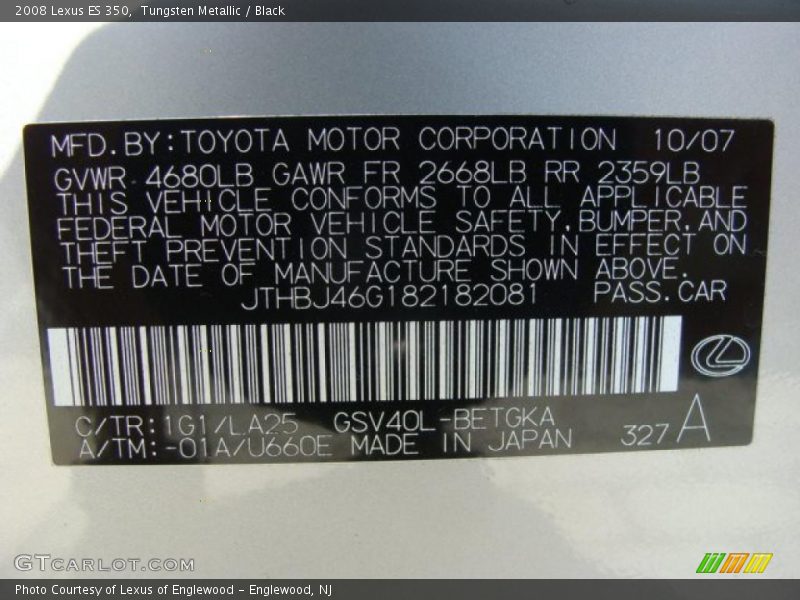 2008 Lexus ES 350,  Tungsten Metallic / Black
MFD. BY: TOYOTA MOTOR CORPORATION 10/07
GVWR 4680LB GAWR FR 2668LB RR 2359LB
THIS VEHICLE CONFORMS TO ALL APPLICABLE
FEDERAL MOTOR VEHICLE SAFETY, BUMPER, AND
THEFT PREVENTION STANDARDS IN EFFECT ON
THE DATE OF MANUFACTURE SHOWN ABOVE.
JTHBJ46G182182081 PASS. CAR
C/TR: 1G1/LA25 GSV40L-BETGKA
A/TM: -01A/U660E MADE IN JAPAN 327 A
GTCARLOT.COM
Photo Courtesy of Lexus of Englewood - Englewood, NJ